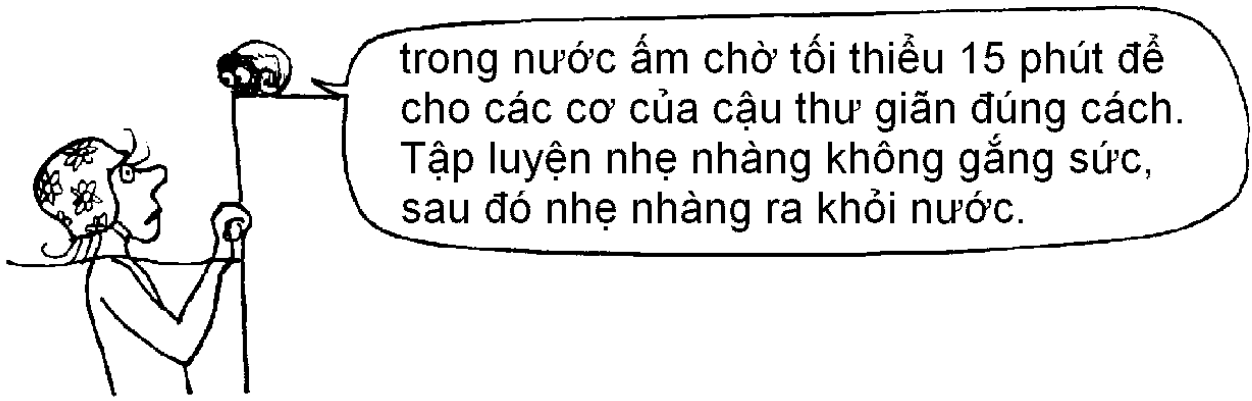 trong nước ấm chờ tối thiểu 15 phút để
cho các cơ của cậu thư giãn đúng cách.
Tập luyện nhẹ nhàng không gắng sức,
sau đó nhẹ nhàng ra khỏi nước.